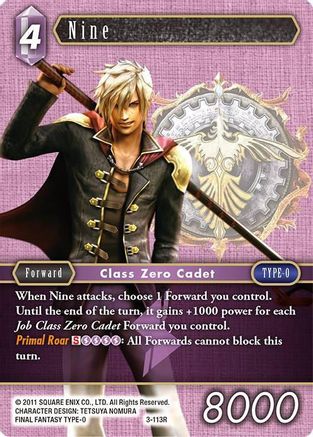 4
Nine
Forward
Class Zero Cadet
TYPE-0
When Nine attacks, choose 1 Forward you control.
Until the end of the turn, it gains +1000 power for each
Job Class Zero Cadet Forward you control.
Primal Roar S: All Forwards cannot block this
turn.
© 2011 SQUARE ENIX CO., LTD. All Rights Reserved.
CHARACTER DESIGN: TETSUYA NOMURA
FINAL FANTASY TYPE-0
3-113R
8000